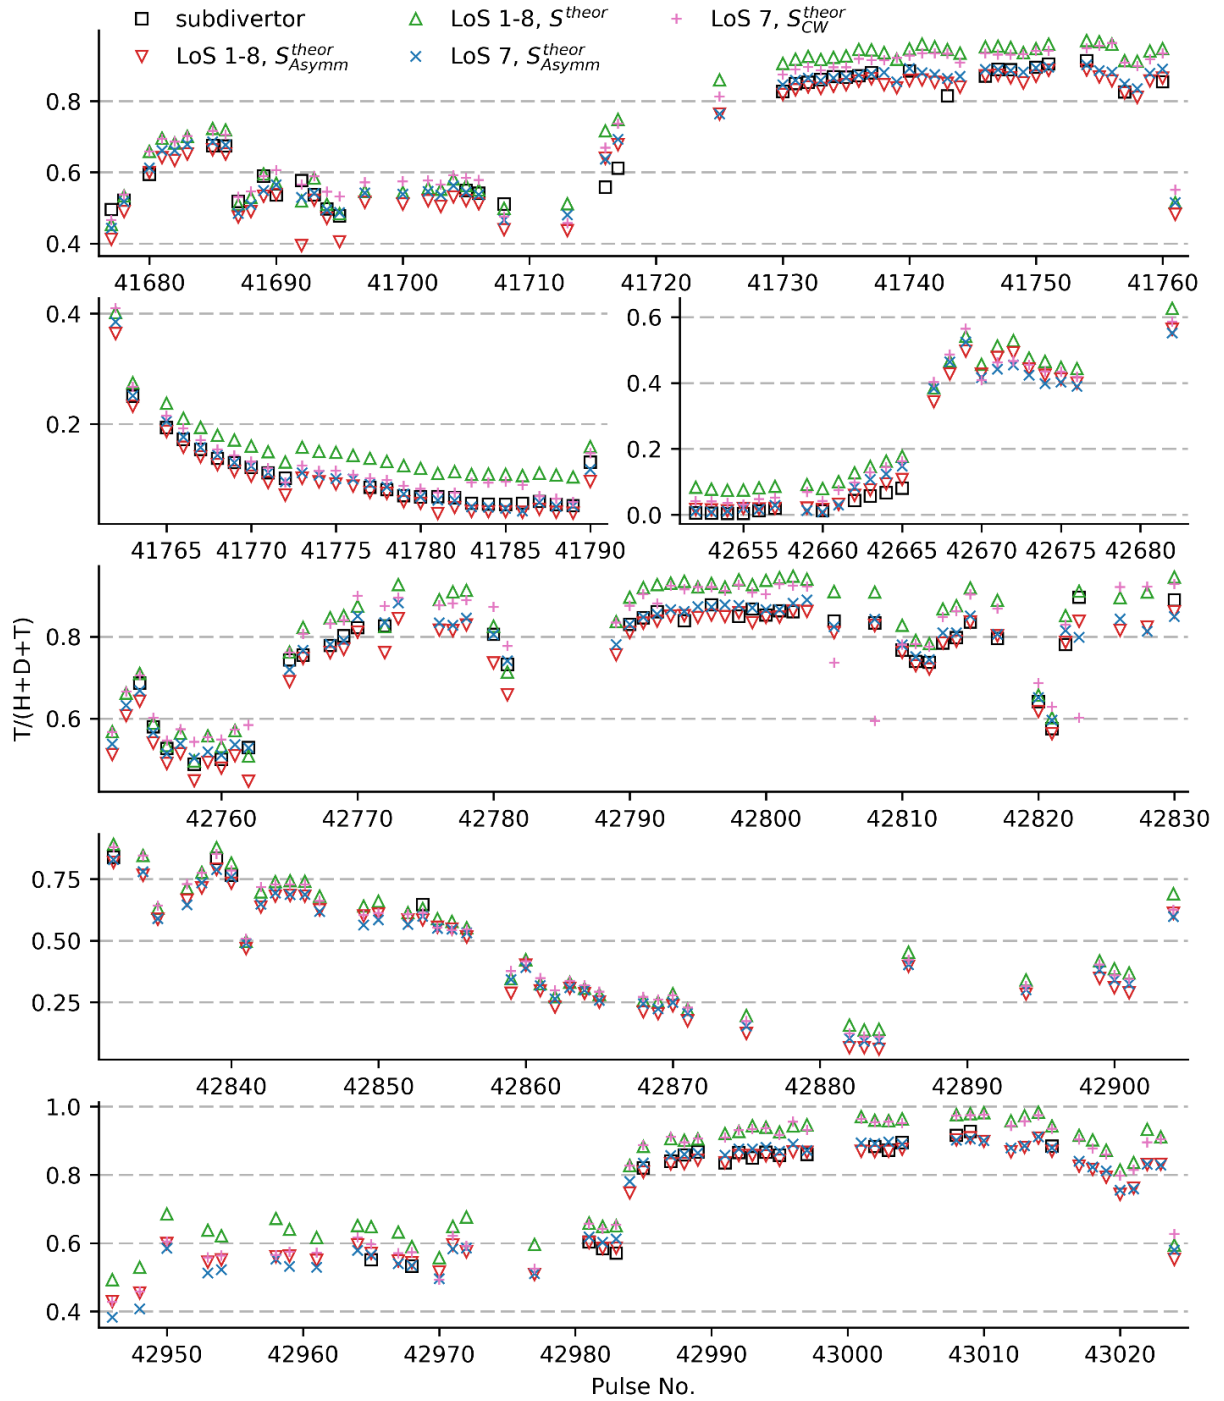 subdivertor
LoS 1-8, S^theor
LoS 7, S^theor_CW
LoS 1-8, S^theor_Asymm
LoS 7, S^theor_Asymm
0.8
0.6
0.4
41680 41690 41700 41710 41720 41730 41740 41750 41760
0.4
0.2
41765 41770 41775 41780 41785 41790
0.6
0.4
0.2
0.0
42655 42660 42665 42670 42675 42680
T/(H+D+T)
0.8
0.6
42760 42770 42780 42790 42800 42810 42820 42830
0.75
0.50
0.25
42840 42850 42860 42870 42880 42890 42900
1.0
0.8
0.6
0.4
42950 42960 42970 42980 42990 43000 43010 43020
Pulse No.